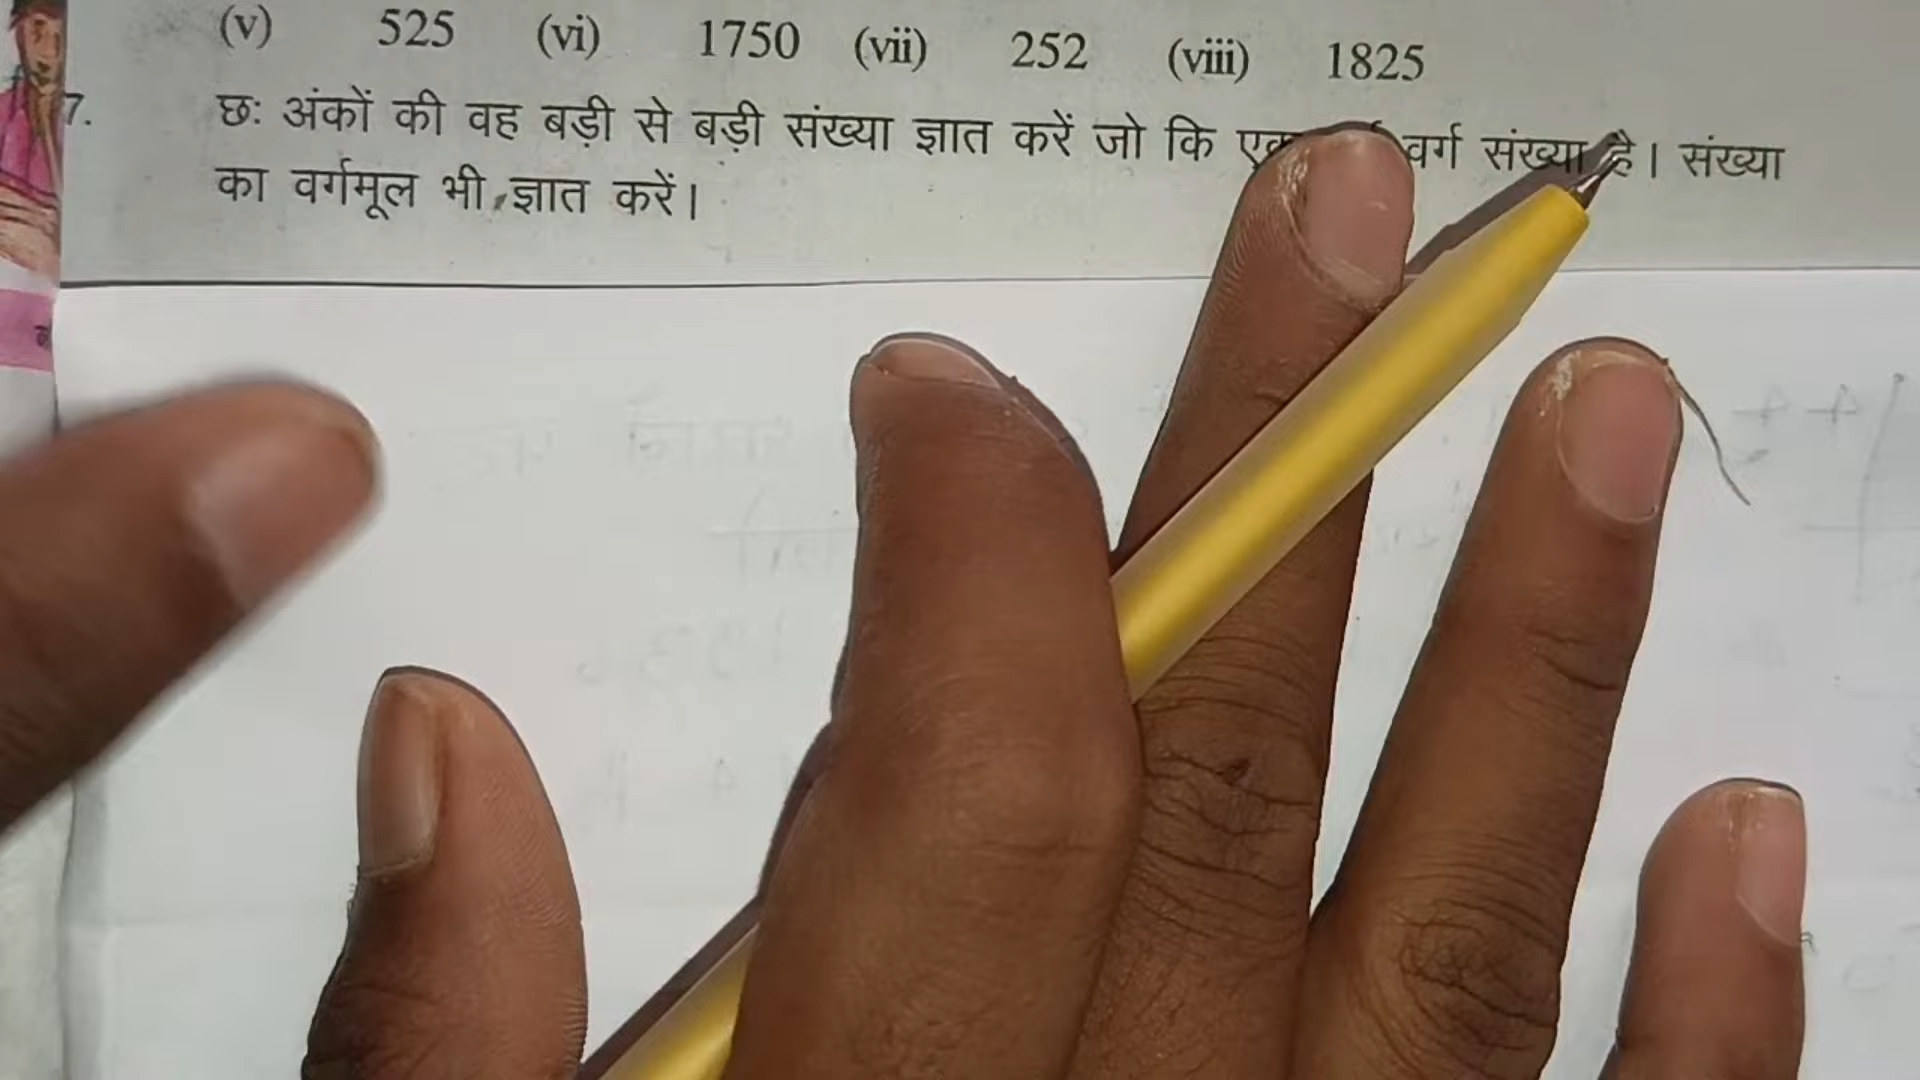 (v) 525 (vi) 1750 (vii) 252 (viii) 1825
7. छः अंकों की वह बड़ी से बड़ी संख्या ज्ञात करें जो कि वर्ग संख्या है। संख्या
का वर्गमूल भी ज्ञात करें।